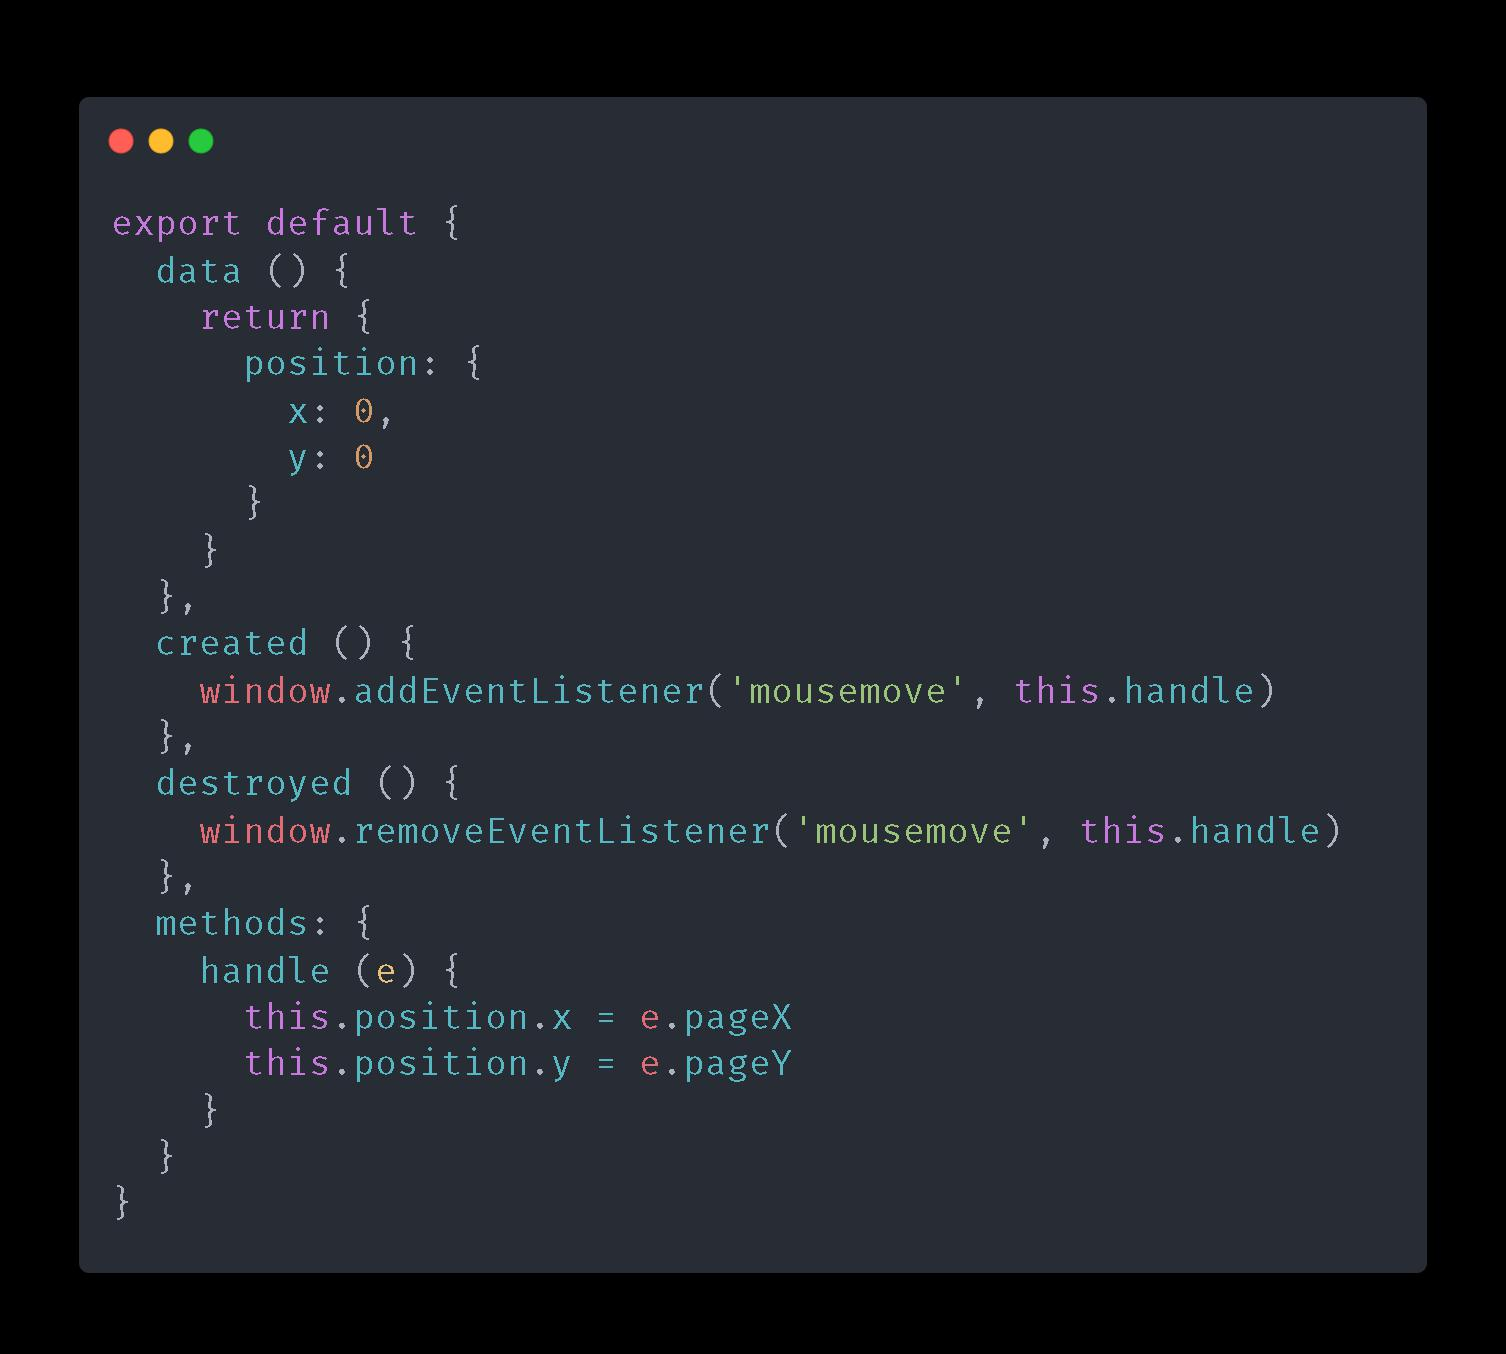 export default {
  data () {
    return {
      position: {
        x: 0,
        y: 0
      }
    }
  },
  created () {
    window.addEventListener('mousemove', this.handle)
  },
  destroyed () {
    window.removeEventListener('mousemove', this.handle)
  },
  methods: {
    handle (e) {
      this.position.x = e.pageX
      this.position.y = e.pageY
    }
  }
}